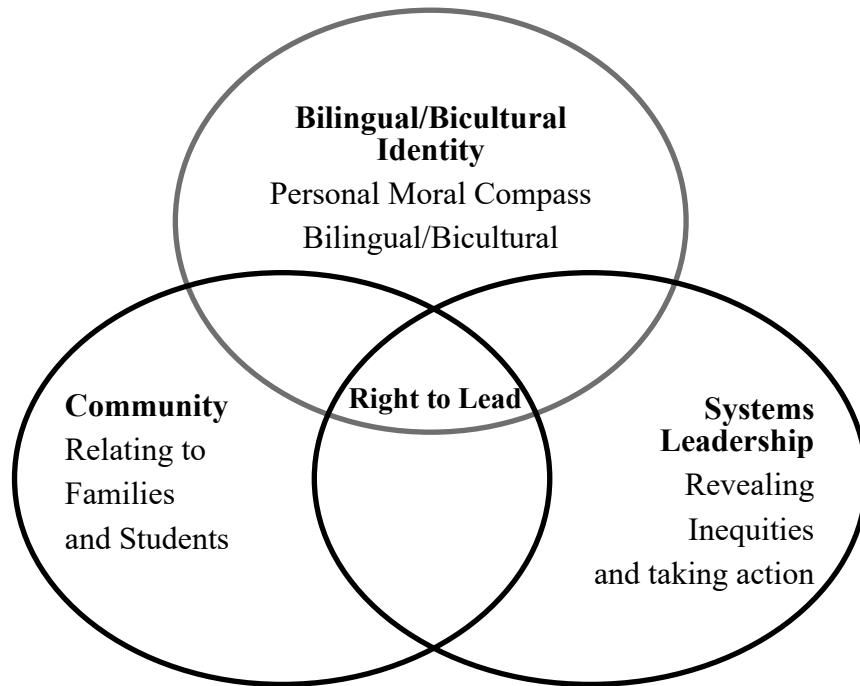 Bilingual/Bicultural
Identity
Personal Moral Compass
Bilingual/Bicultural
Right to Lead
Community
Relating to
Families
and Students
Systems
Leadership
Revealing
Inequities
and taking action